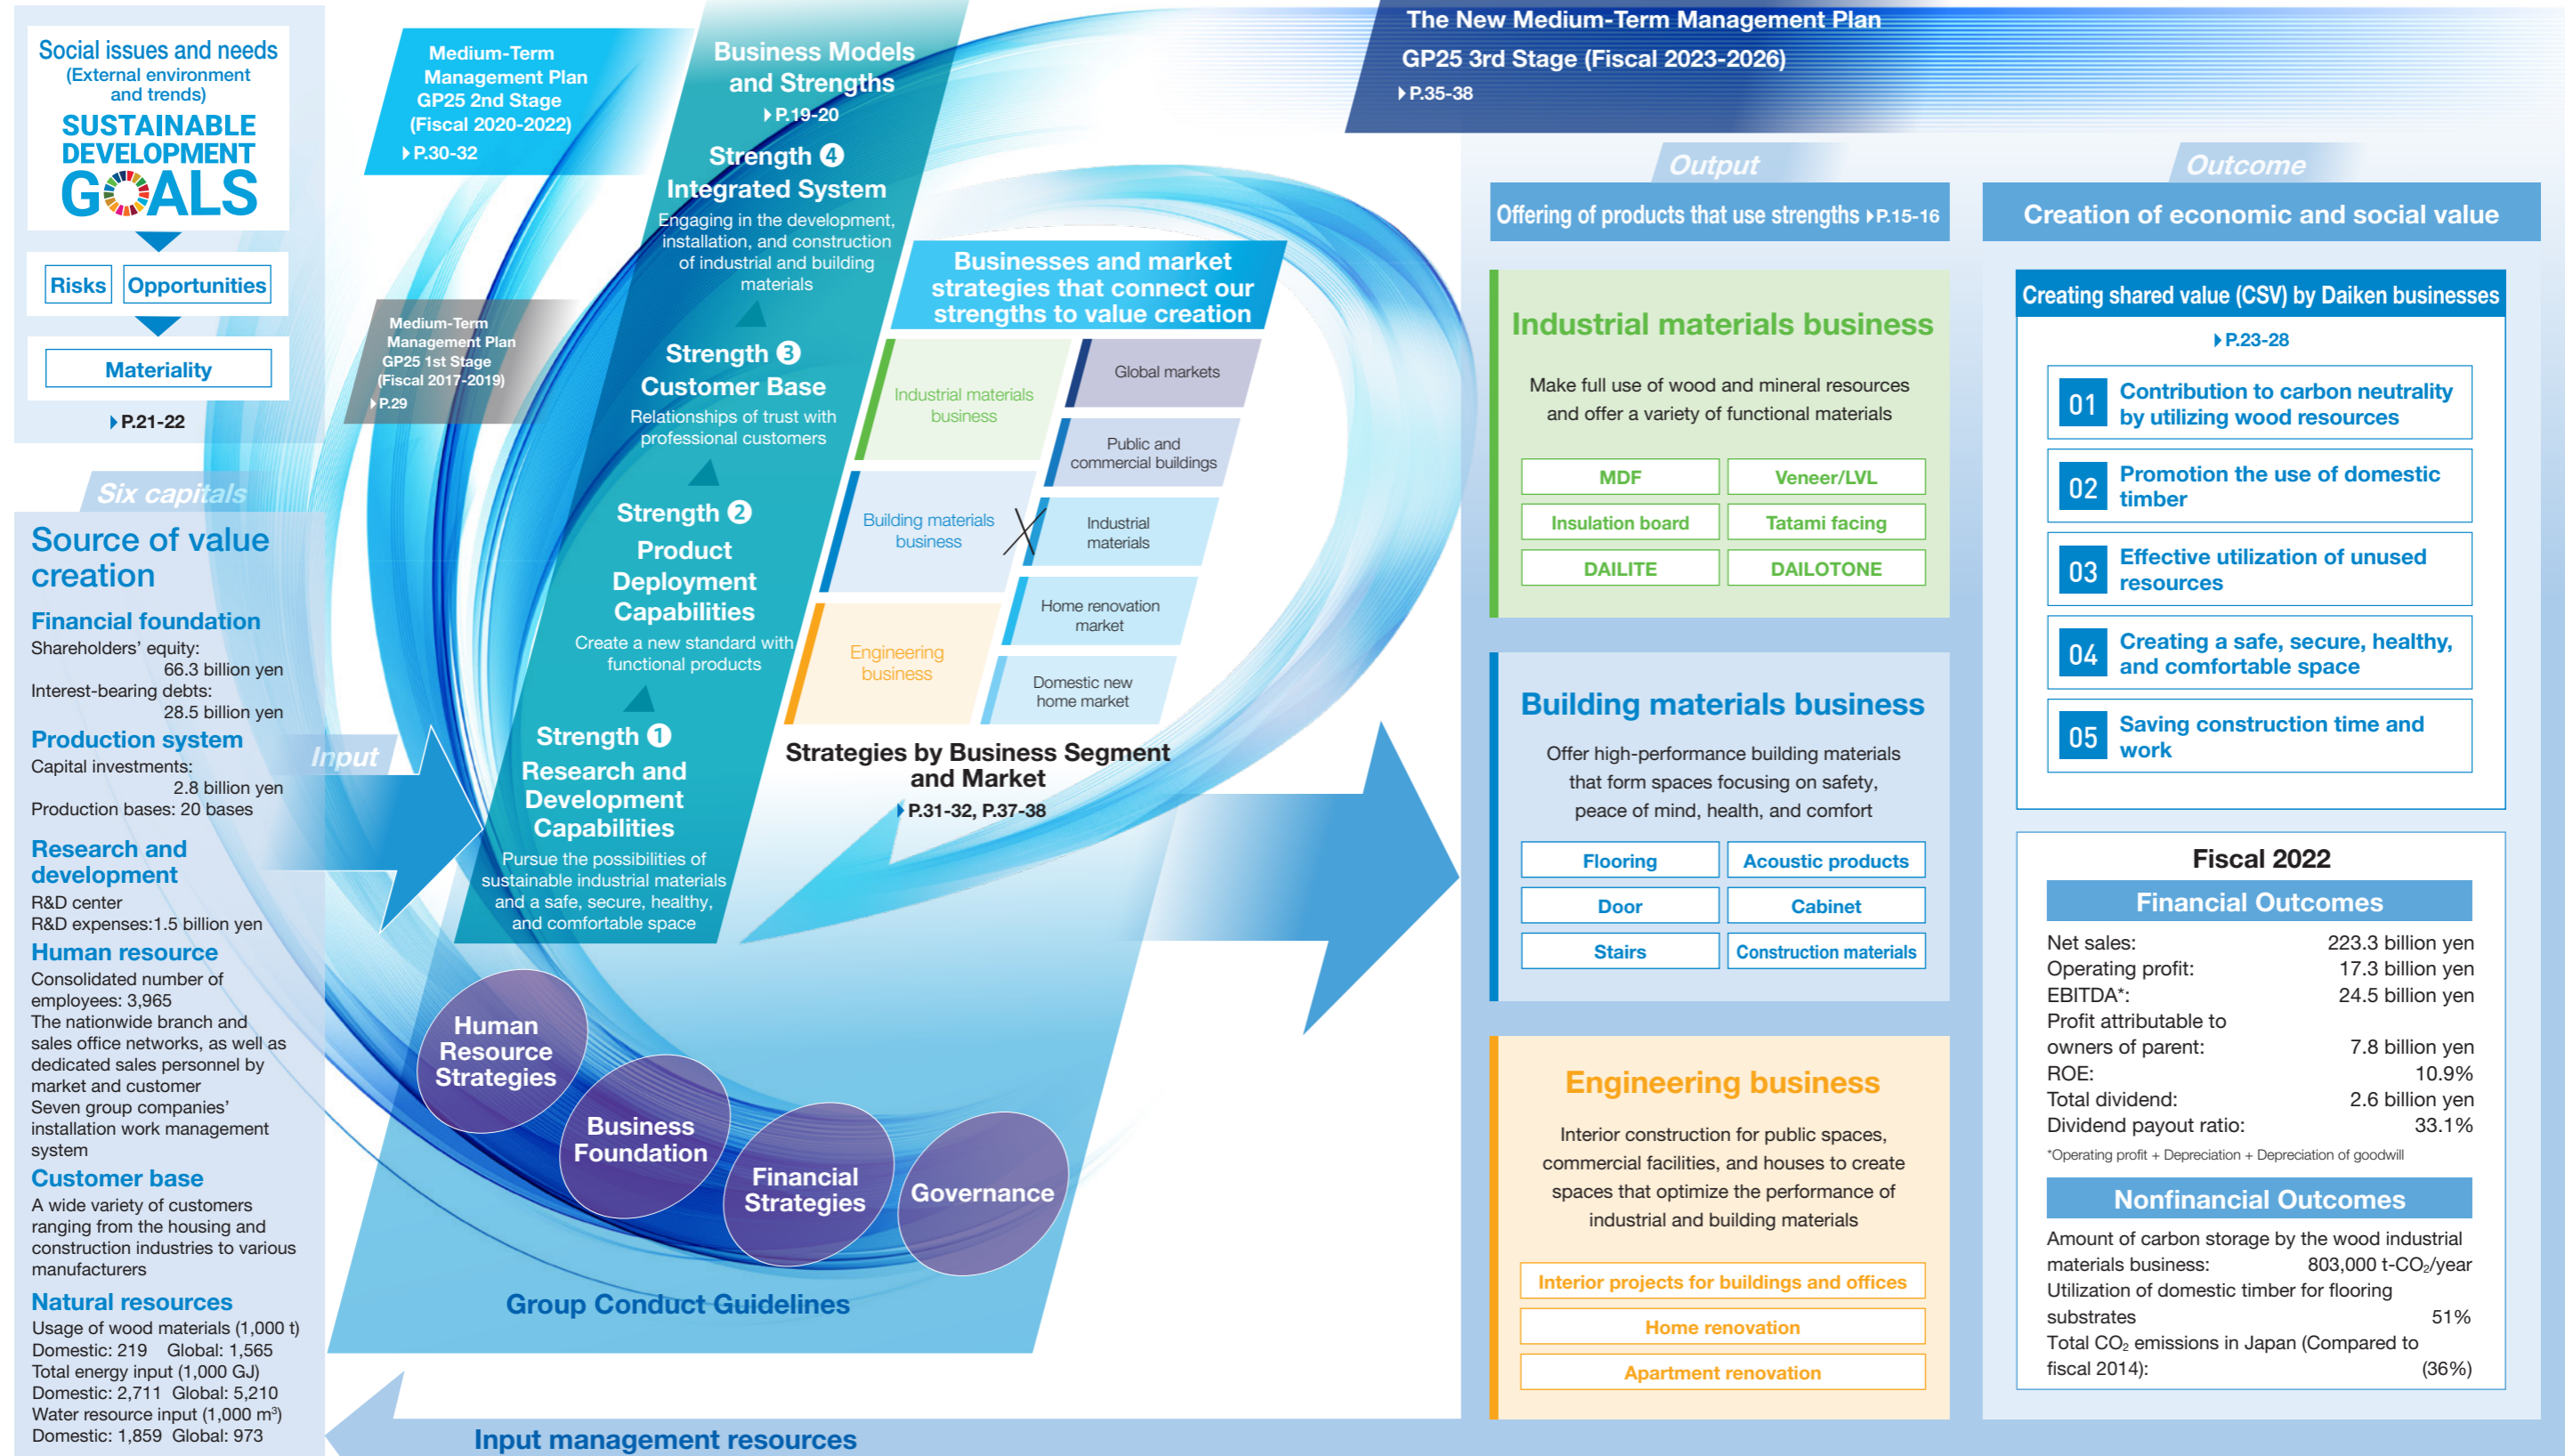 Social issues and needs
(External environment
and trends)
SUSTAINABLE
DEVELOPMENT
GOALS
Risks
Opportunities
Materiality
P.21-22
Six capitals
Source of value
creation
Financial foundation
Shareholders' equity:
66.3 billion yen
Interest-bearing debts:
28.5 billion yen
Production system
Capital investments:
2.8 billion yen
Production bases: 20 bases
Research and
development
R&D center
R&D expenses:1.5 billion yen
Human resource
Consolidated number of
employees: 3,965
The nationwide branch and
sales office networks, as well as
dedicated sales personnel by
market and customer
Seven group companies'
installation work management
system
Customer base
A wide variety of customers
ranging from the housing and
construction industries to various
manufacturers
Natural resources
Usage of wood materials (1,000 t)
Domestic: 219 Global: 1,565
Total energy input (1,000 GJ)
Domestic: 2,711 Global: 5,210
Water resource input (1,000 m³)
Domestic: 1,859 Global: 973
Input
Medium-Term
Management Plan
GP25 2nd Stage
(Fiscal 2020-2022)
P.30-32
Medium-Term
Management Plan
GP25 1st Stage
(Fiscal 2017-2019)
P.29
Business Models
and Strengths
P.19-20
Strength 4
Integrated System
Engaging in the development,
installation, and construction
of industrial and building
materials
Strength 3
Customer Base
Relationships of trust with
professional customers
Strength 2
Product
Deployment
Capabilities
Create a new standard with
functional products
Strength 1
Research and
Development
Capabilities
Pursue the possibilities of
sustainable industrial materials
and a safe, secure, healthy,
and comfortable space
Businesses and market
strategies that connect our
strengths to value creation
Industrial materials
business
Building materials
business
Engineering
business
Global markets
Public and
commercial buildings
Industrial
materials
Home renovation
market
Domestic new
home market
Strategies by Business Segment
and Market
P.31-32, P.37-38
Human
Resource
Strategies
Business
Foundation
Financial
Strategies
Governance
Group Conduct Guidelines
Input management resources
The New Medium-Term Management Plan
GP25 3rd Stage (Fiscal 2023-2026)
P.35-38
Output
Offering of products that use strengths P.15-16
Industrial materials business
Make full use of wood and mineral resources
and offer a variety of functional materials
MDF
Veneer/LVL
Insulation board
Tatami facing
DAILITE
DAILOTONE
Building materials business
Offer high-performance building materials
that form spaces focusing on safety,
peace of mind, health, and comfort
Flooring
Acoustic products
Door
Cabinet
Stairs
Construction materials
Engineering business
Interior construction for public spaces,
commercial facilities, and houses to create
spaces that optimize the performance of
industrial and building materials
Interior projects for buildings and offices
Home renovation
Apartment renovation
Outcome
Creation of economic and social value
Creating shared value (CSV) by Daiken businesses
P.23-28
01 Contribution to carbon neutrality
by utilizing wood resources
02 Promotion the use of domestic
timber
03 Effective utilization of unused
resources
04 Creating a safe, secure, healthy,
and comfortable space
05 Saving construction time and
work
Fiscal 2022
Financial Outcomes
Net sales: 223.3 billion yen
Operating profit: 17.3 billion yen
EBITDA*: 24.5 billion yen
Profit attributable to
owners of parent: 7.8 billion yen
ROE: 10.9%
Total dividend: 2.6 billion yen
Dividend payout ratio: 33.1%
*Operating profit + Depreciation + Depreciation of goodwill
Nonfinancial Outcomes
Amount of carbon storage by the wood industrial
materials business: 803,000 t-CO₂/year
Utilization of domestic timber for flooring
substrates 51%
Total CO₂ emissions in Japan (Compared to
fiscal 2014): (36%)